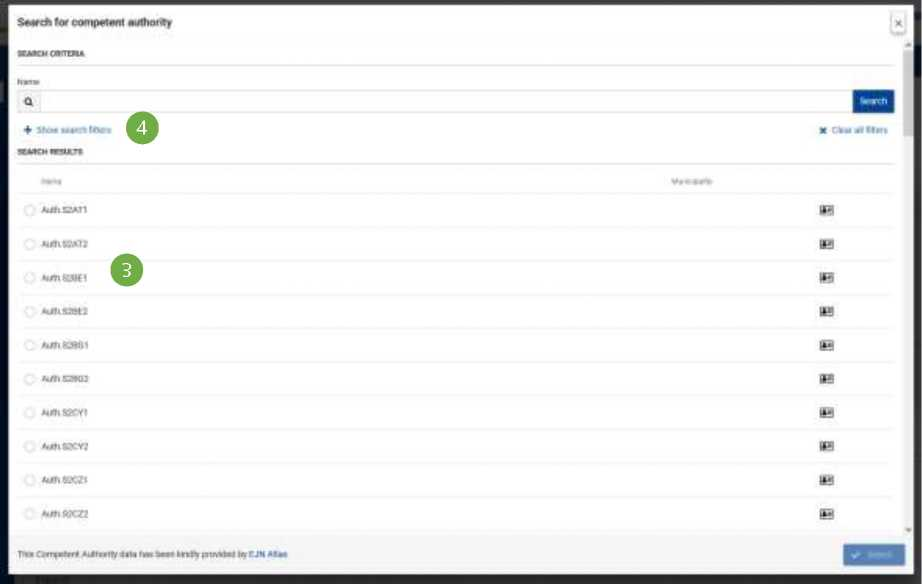 Search for competent authority
SEARCH CRITERIA
Name
Search
Show search filters
4
Clear all filters
SEARCH RESULTS
Name Municipality
Auth.S2AT1
Auth.S2AT2
Auth.S2BE1
3
Auth.S2BE2
Auth.S2BG1
Auth.S2BG2
Auth.S2CY1
Auth.S2CY2
Auth.S2CZ1
Auth.S2CZ2
This Competent Authority data has been kindly provided by EJN Atlas
Select